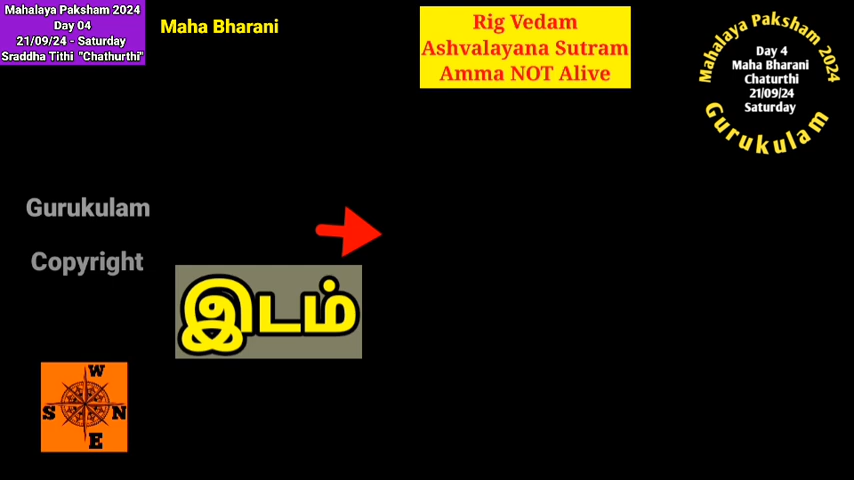 Mahalaya Paksham 2024
Day 04
21/09/24 - Saturday
Sraddha Tithi "Chathurthi"
Maha Bharani
Rig Vedam
Ashvalayana Sutram
Amma NOT Alive
Mahalaya Paksham 2024
Day 4
Maha Bharani
Chaturthi
21/09/24
Saturday
Gurukulam
Gurukulam
Copyright
இடம்
W
S N
E